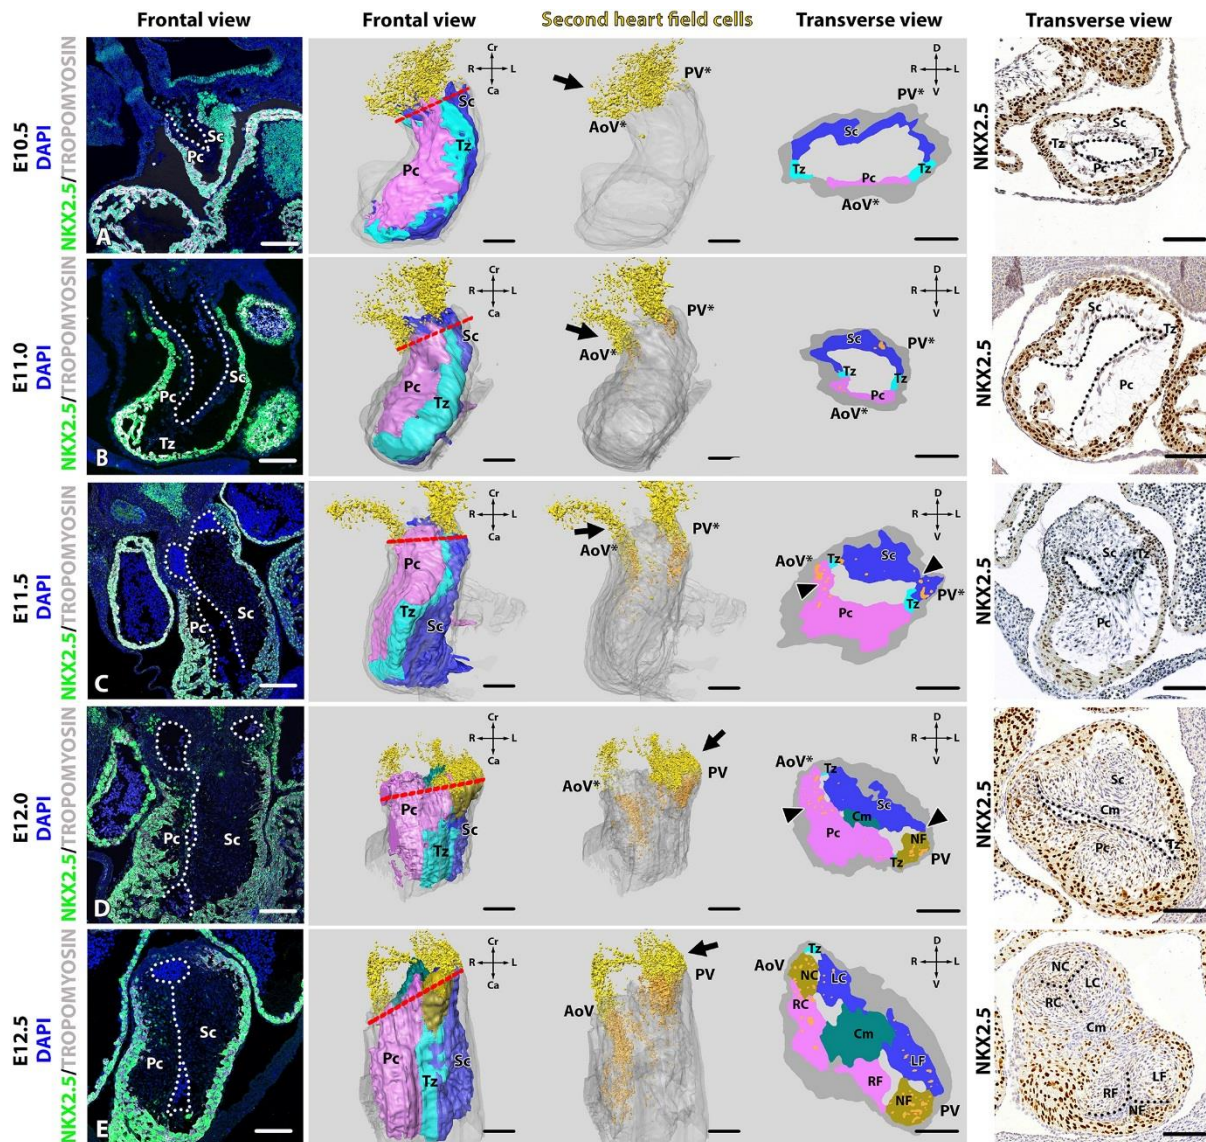 Frontal view
Frontal view
Second heart field cells
Transverse view
Transverse view
E10.5
DAPI
NKX2.5/TROPOMYOSIN
Sc
Pc
A
Cr
R L
Ca
Sc
Tz
Pc
PV*
AoV*
D
R L
V
PV*
Sc
Tz
Tz
Pc
AoV*
NKX2.5
Sc
Tz
Tz
Pc
E11.0
DAPI
NKX2.5/TROPOMYOSIN
Sc
Pc
Tz
B
Cr
R L
Ca
Sc
Pc
Tz
PV*
AoV*
D
R L
V
Sc
PV*
Tz
Tz
Pc
AoV*
NKX2.5
Sc
Tz
Pc
E11.5
DAPI
NKX2.5/TROPOMYOSIN
Sc
Pc
C
Cr
R L
Ca
Pc
Tz
Sc
PV*
AoV*
D
R L
V
AoV*
Tz
Sc
PV*
Tz
Pc
NKX2.5
Sc
Tz
Pc
E12.0
DAPI
NKX2.5/TROPOMYOSIN
Pc
Sc
D
Cr
R L
Ca
Pc
Sc
Tz
PV
AoV*
D
R L
V
AoV*
Tz
Sc
Cm
Pc
NF
Tz
PV
NKX2.5
Sc
Cm
Tz
Pc
E12.5
DAPI
NKX2.5/TROPOMYOSIN
Sc
Pc
E
Cr
R L
Ca
Pc
Sc
Tz
PV
AoV
D
R L
V
Tz
AoV
NC
LC
RC
Cm
LF
RF
NF
PV
NKX2.5
NC
LC
RC
Cm
LF
RF
NF